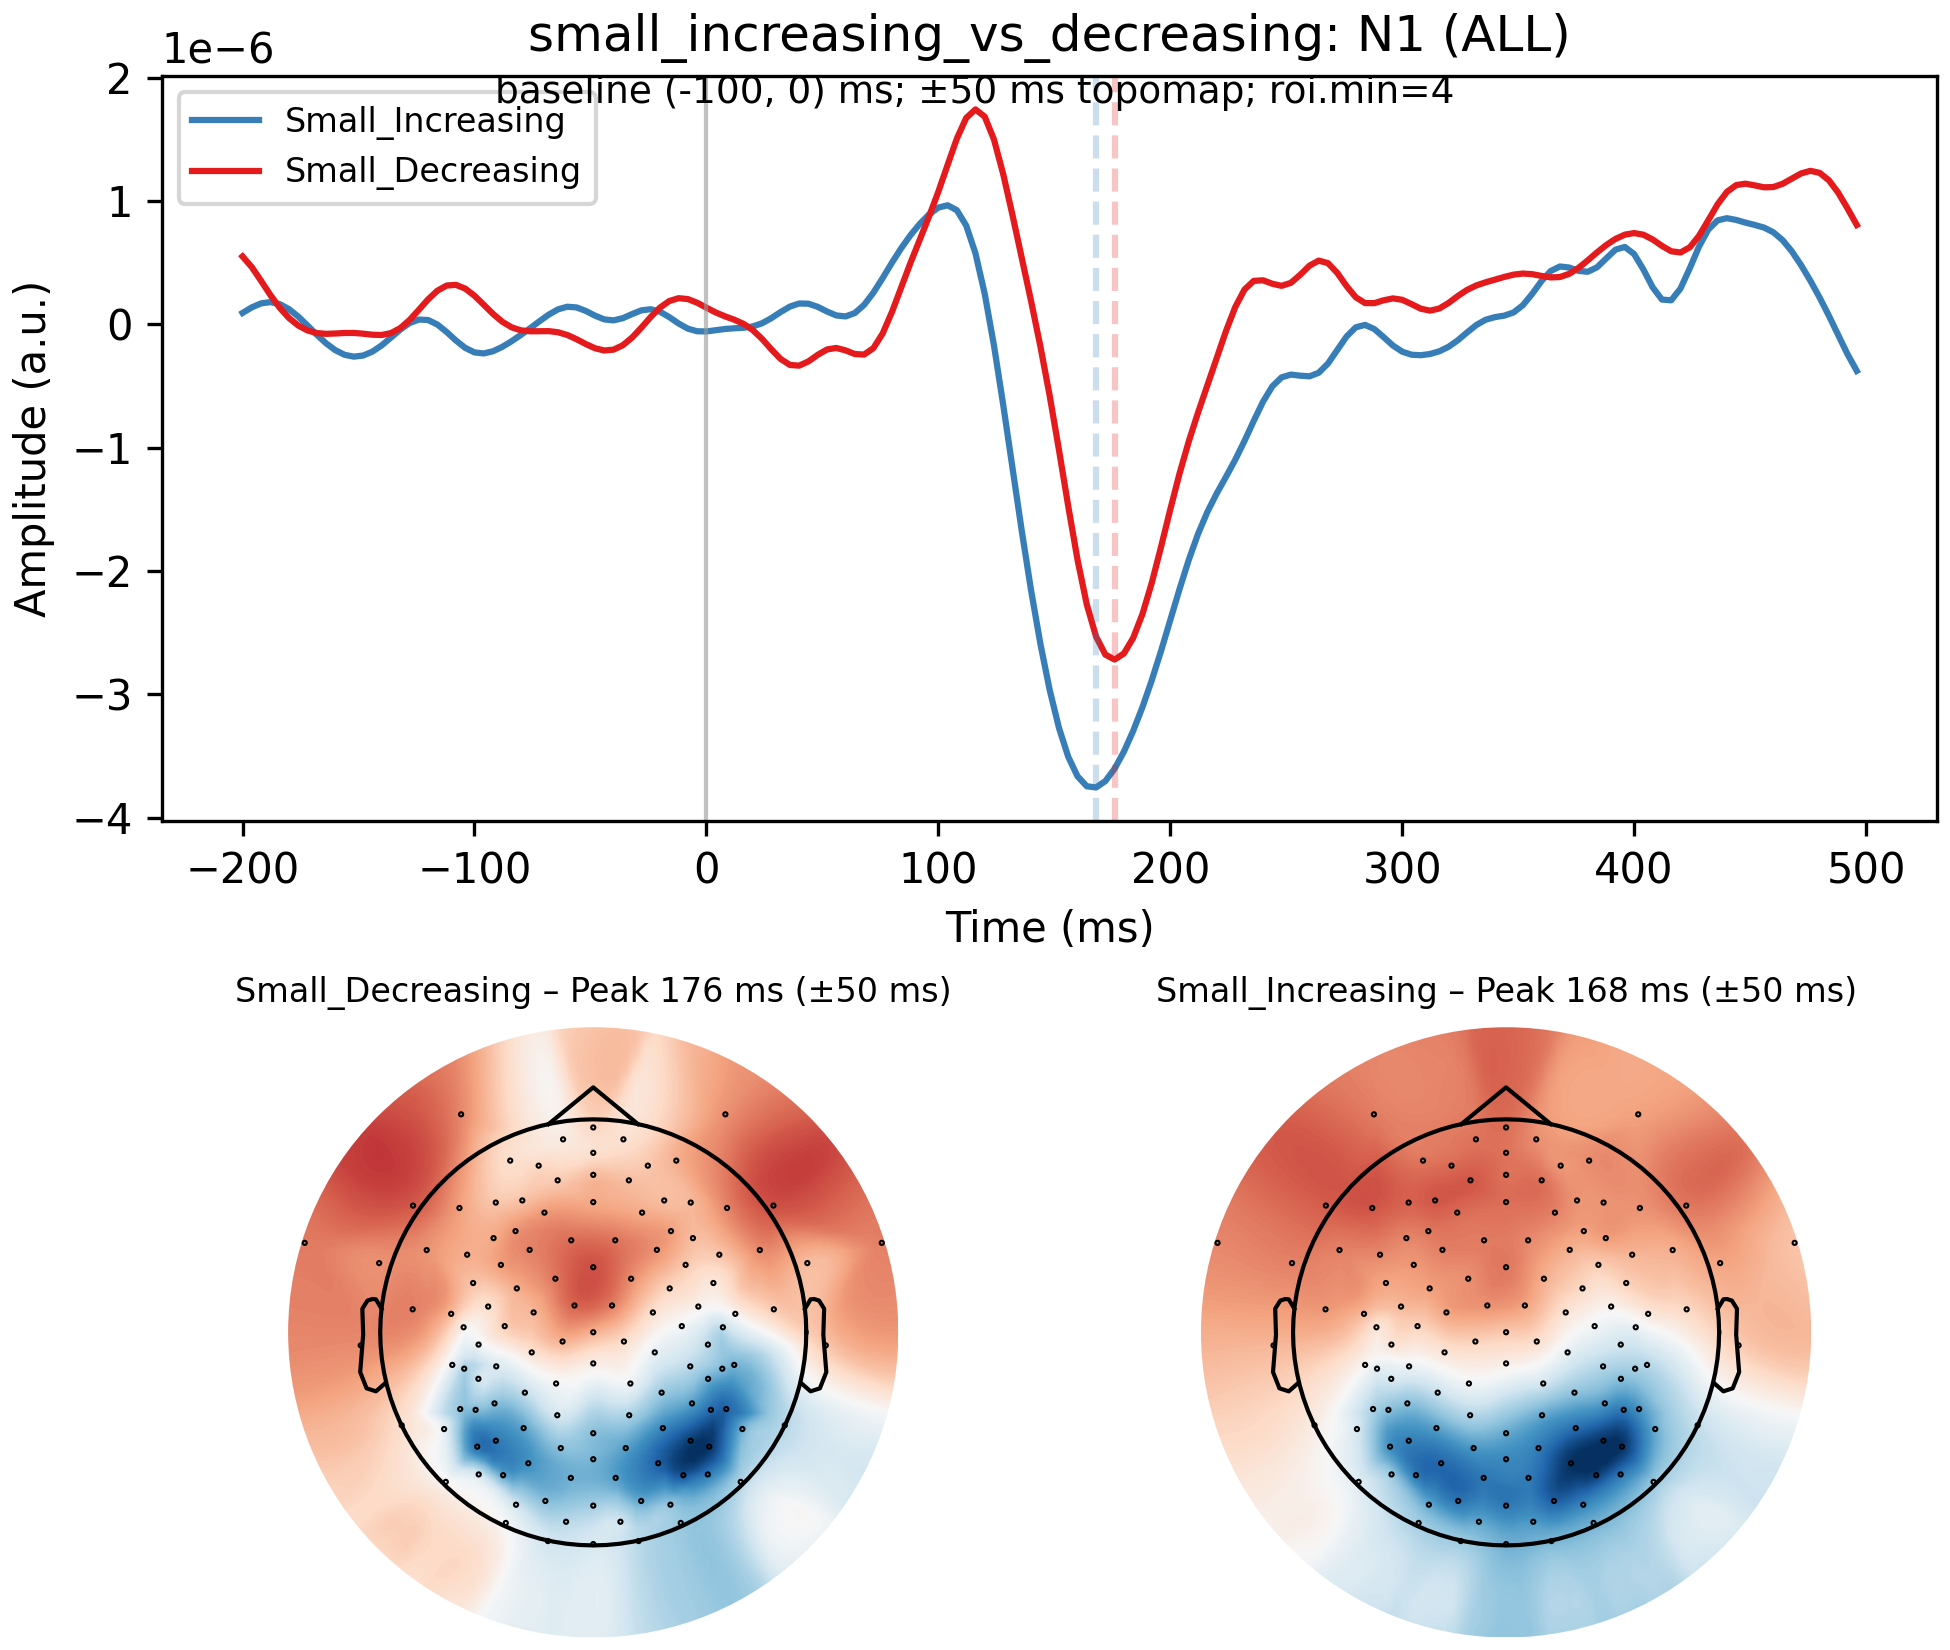 small_increasing_vs_decreasing: N1 (ALL)
1e−6
baseline (-100, 0) ms; ±50 ms topomap; roi.min=4
Small_Increasing
Small_Decreasing
Amplitude (a.u.)
2
1
0
−1
−2
−3
−4
−200 −100 0 100 200 300 400 500
Time (ms)
Small_Decreasing – Peak 176 ms (±50 ms)
Small_Increasing – Peak 168 ms (±50 ms)